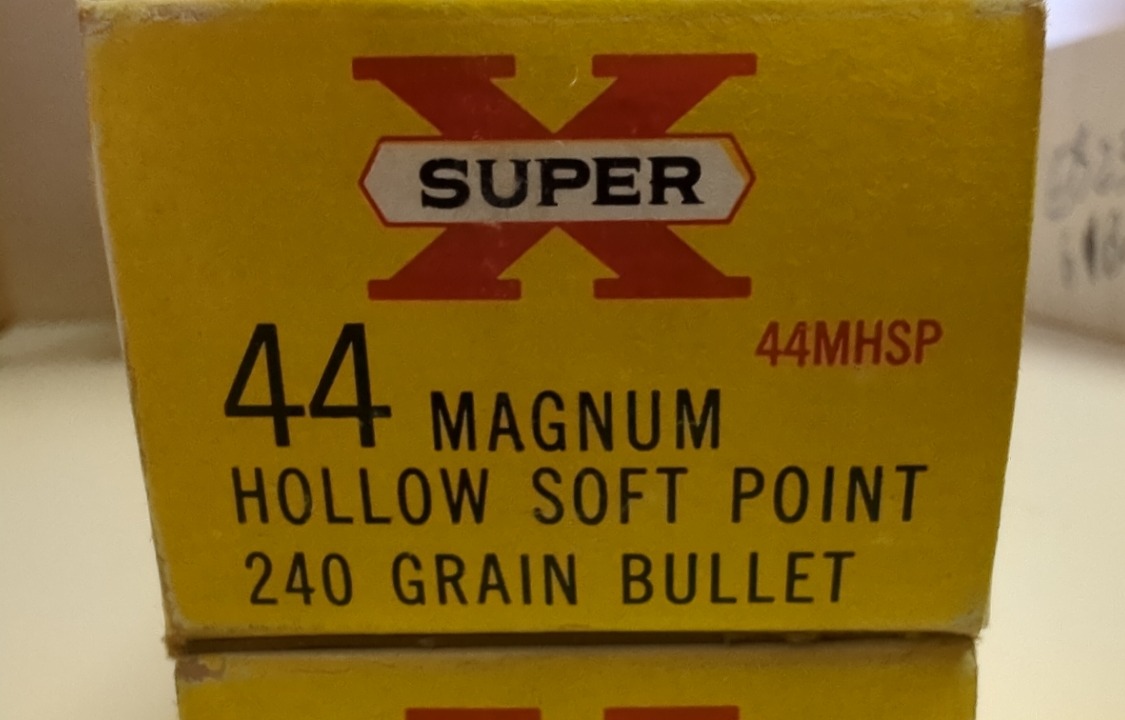 X
SUPER
44MHSP
44 MAGNUM
HOLLOW SOFT POINT
240 GRAIN BULLET